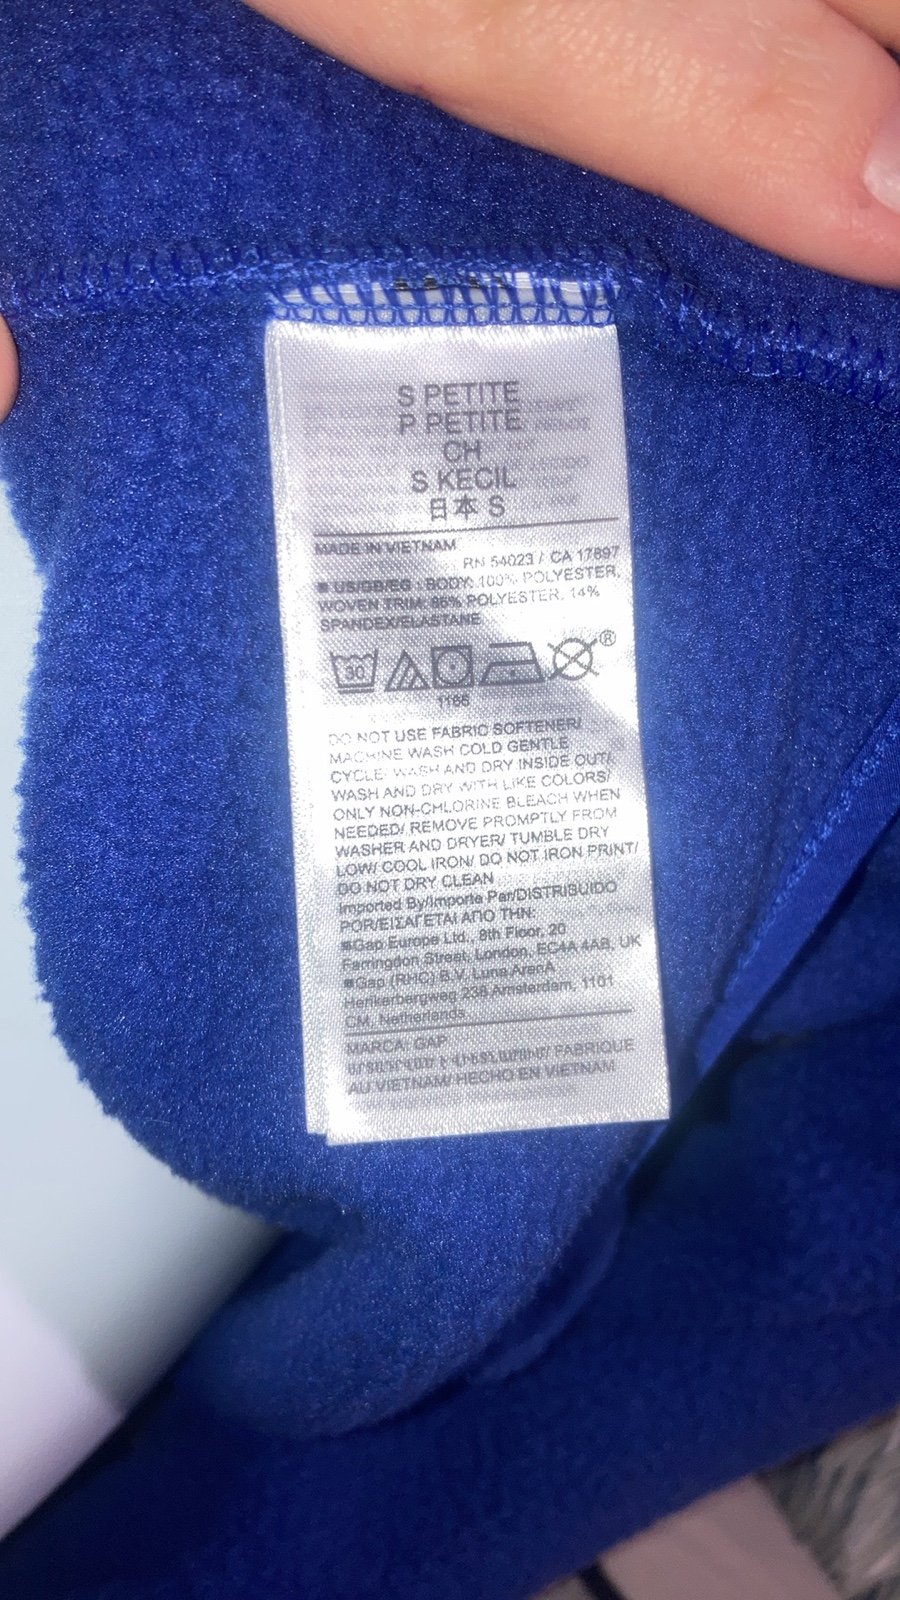 S PETITE
P PETITE
CH
S KECIL
日本 S
MADE IN VIETNAM
RN 54023 / CA 17897
■ US/GB/EG : BODY: 100% POLYESTER,
WOVEN TRIM: 86% POLYESTER, 14%
SPANDEX/ELASTANE
30
®
1186
DO NOT USE FABRIC SOFTENER/
MACHINE WASH COLD GENTLE
CYCLE/ WASH AND DRY INSIDE OUT/
WASH AND DRY WITH LIKE COLORS/
ONLY NON-CHLORINE BLEACH WHEN
NEEDED/ REMOVE PROMPTLY FROM
WASHER AND DRYER/ TUMBLE DRY
LOW/ COOL IRON/ DO NOT IRON PRINT/
DO NOT DRY CLEAN
Imported By/Importe Par/DISTRIBUIDO
POR/ΕΙΣΑΓΕΤΑΙ ΑΠΟ ΤΗΝ:
■Gap Europe Ltd., 8th Floor, 20
Farringdon Street, London, EC4A 4AB, UK
■Gap (RHC) B.V. Luna ArenA
Herikerbergweg 238 Amsterdam, 1101
CM, Netherlands
MARCA: GAP
FABRIQUE
AU VIETNAM/ HECHO EN VIETNAM